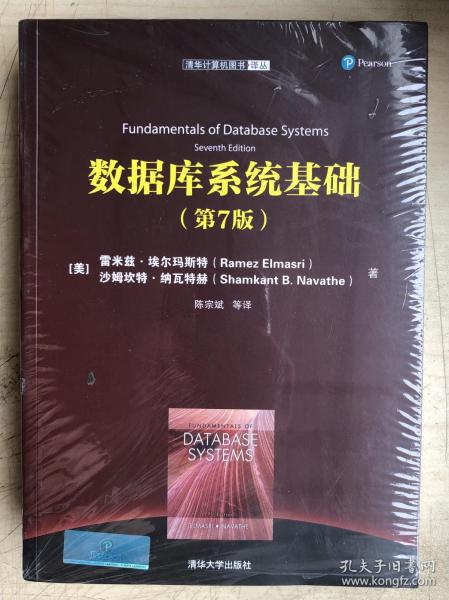 清华计算机图书·译丛
Pearson
Fundamentals of Database Systems
Seventh Edition
数据库系统基础
（第7版）
[美] 雷米兹·埃尔玛斯特（Ramez Elmasri）
沙姆坎特·纳瓦特赫（Shamkant B. Navathe） 著
陈宗斌 等译
FUNDAMENTALS OF
DATABASE
SYSTEMS
ELMASRI • NAVATHE
Pearson
清华大学出版社
孔夫子旧书网
www.kongfz.com